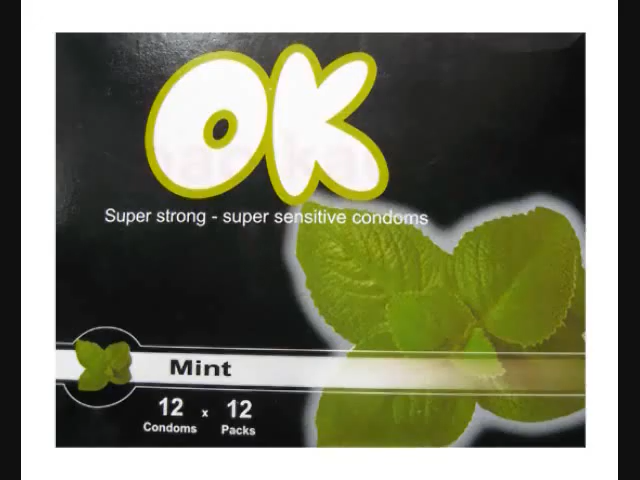 OK
Super strong - super sensitive condoms
Mint
12 x 12
Condoms Packs